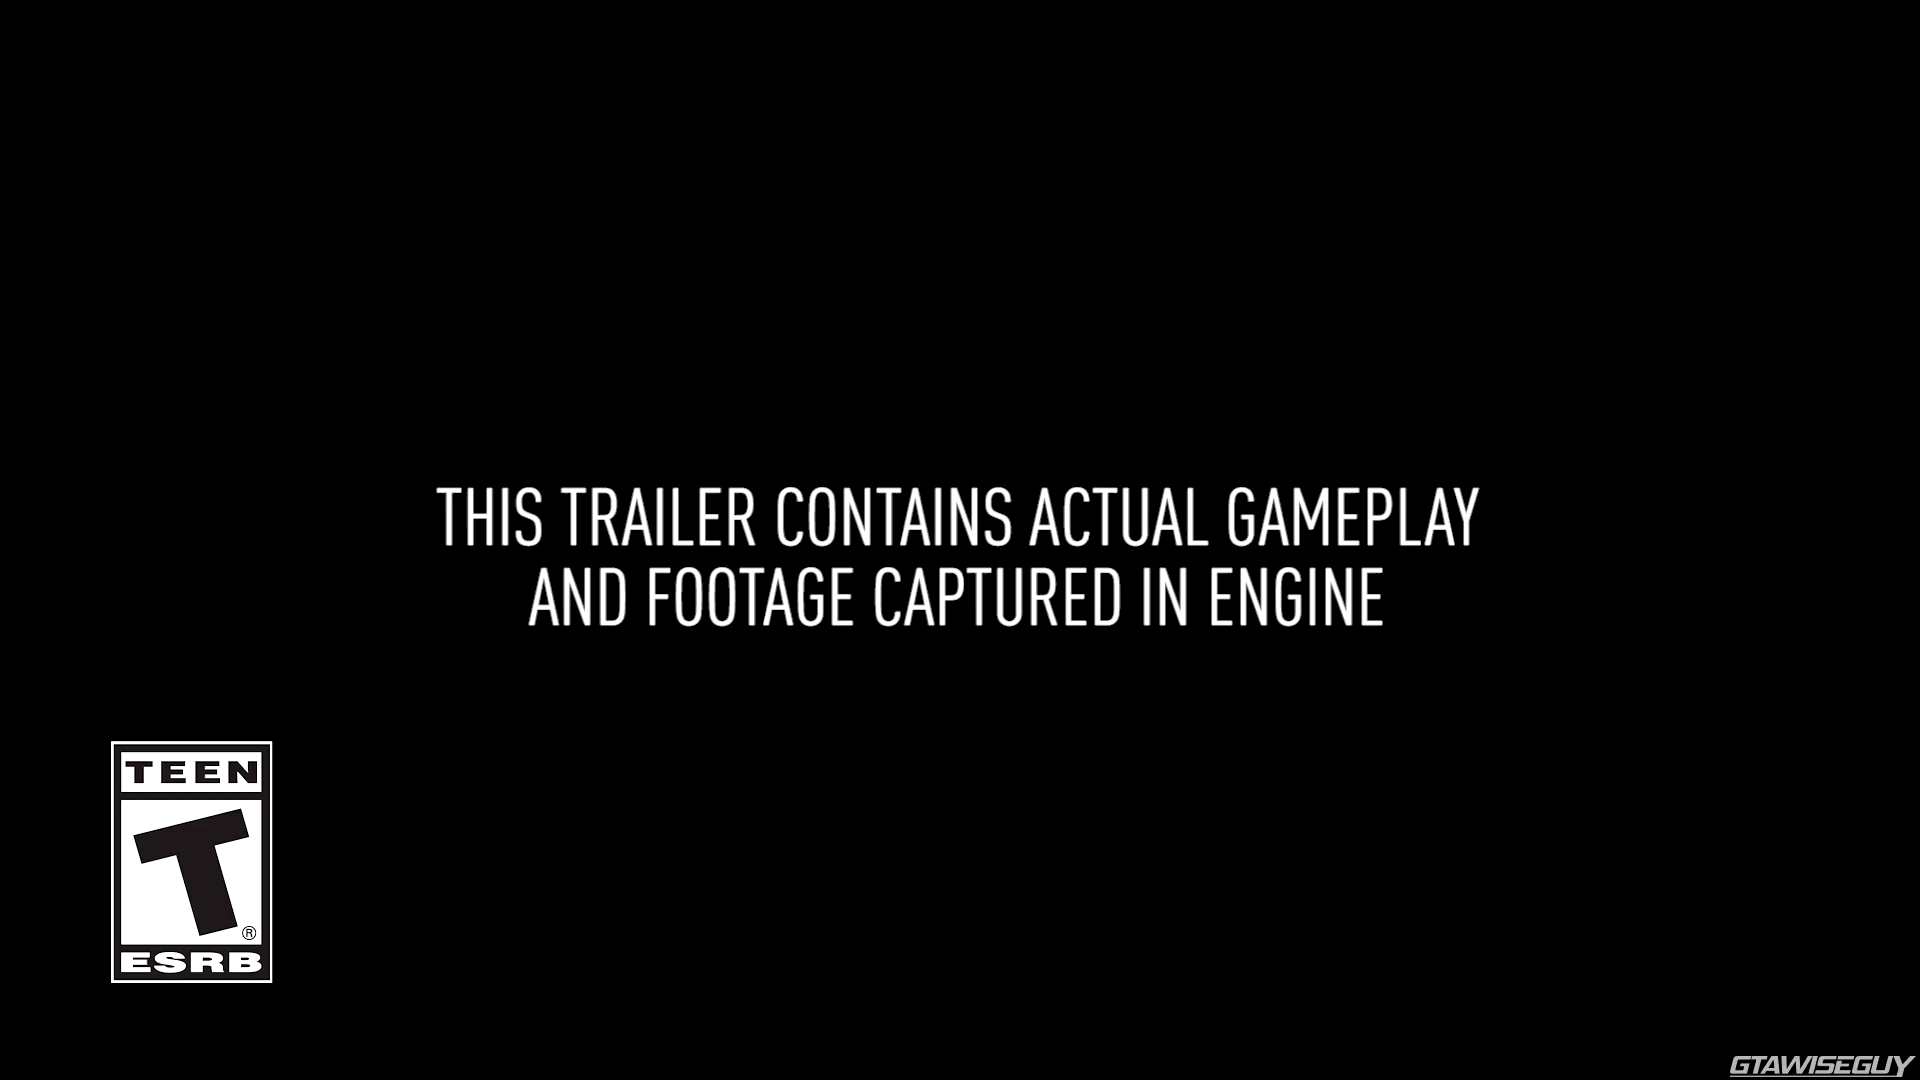 THIS TRAILER CONTAINS ACTUAL GAMEPLAY
AND FOOTAGE CAPTURED IN ENGINE
TEEN
T
®
ESRB
GTAWISEGUY